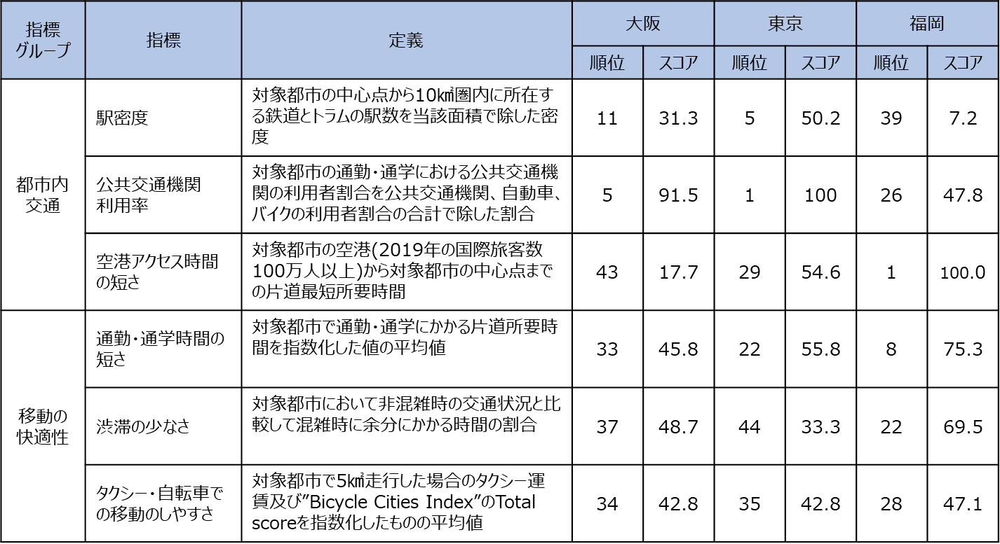 指標
グループ
指標
定義
大阪
東京
福岡
順位
スコア
順位
スコア
順位
スコア
都市内
交通
駅密度
対象都市の中心点から10㎢圏内に所在す
る鉄道とトラムの駅数を当該面積で除した密
度
11
31.3
5
50.2
39
7.2
公共交通機関
利用率
対象都市の通勤・通学における公共交通機
関の利用者割合を公共交通機関、自動車、
バイクの利用者割合の合計で除した割合
5
91.5
1
100
26
47.8
空港アクセス時間
の短さ
対象都市の空港(2019年の国際旅客数
100万人以上)から対象都市の中心点まで
の片道最短所要時間
43
17.7
29
54.6
1
100.0
移動の
快適性
通勤・通学時間の
短さ
対象都市で通勤・通学にかかる片道所要時
間を指数化した値の平均値
33
45.8
22
55.8
8
75.3
渋滞の少なさ
対象都市において非混雑時の交通状況と比
較して混雑時に余分にかかる時間の割合
37
48.7
44
33.3
22
69.5
タクシー・自転車で
の移動のしやすさ
対象都市で5㎢走行した場合のタクシー運
賃及び”Bicycle Cities Index”のTotal
scoreを指数化したものの平均値
34
42.8
35
42.8
28
47.1